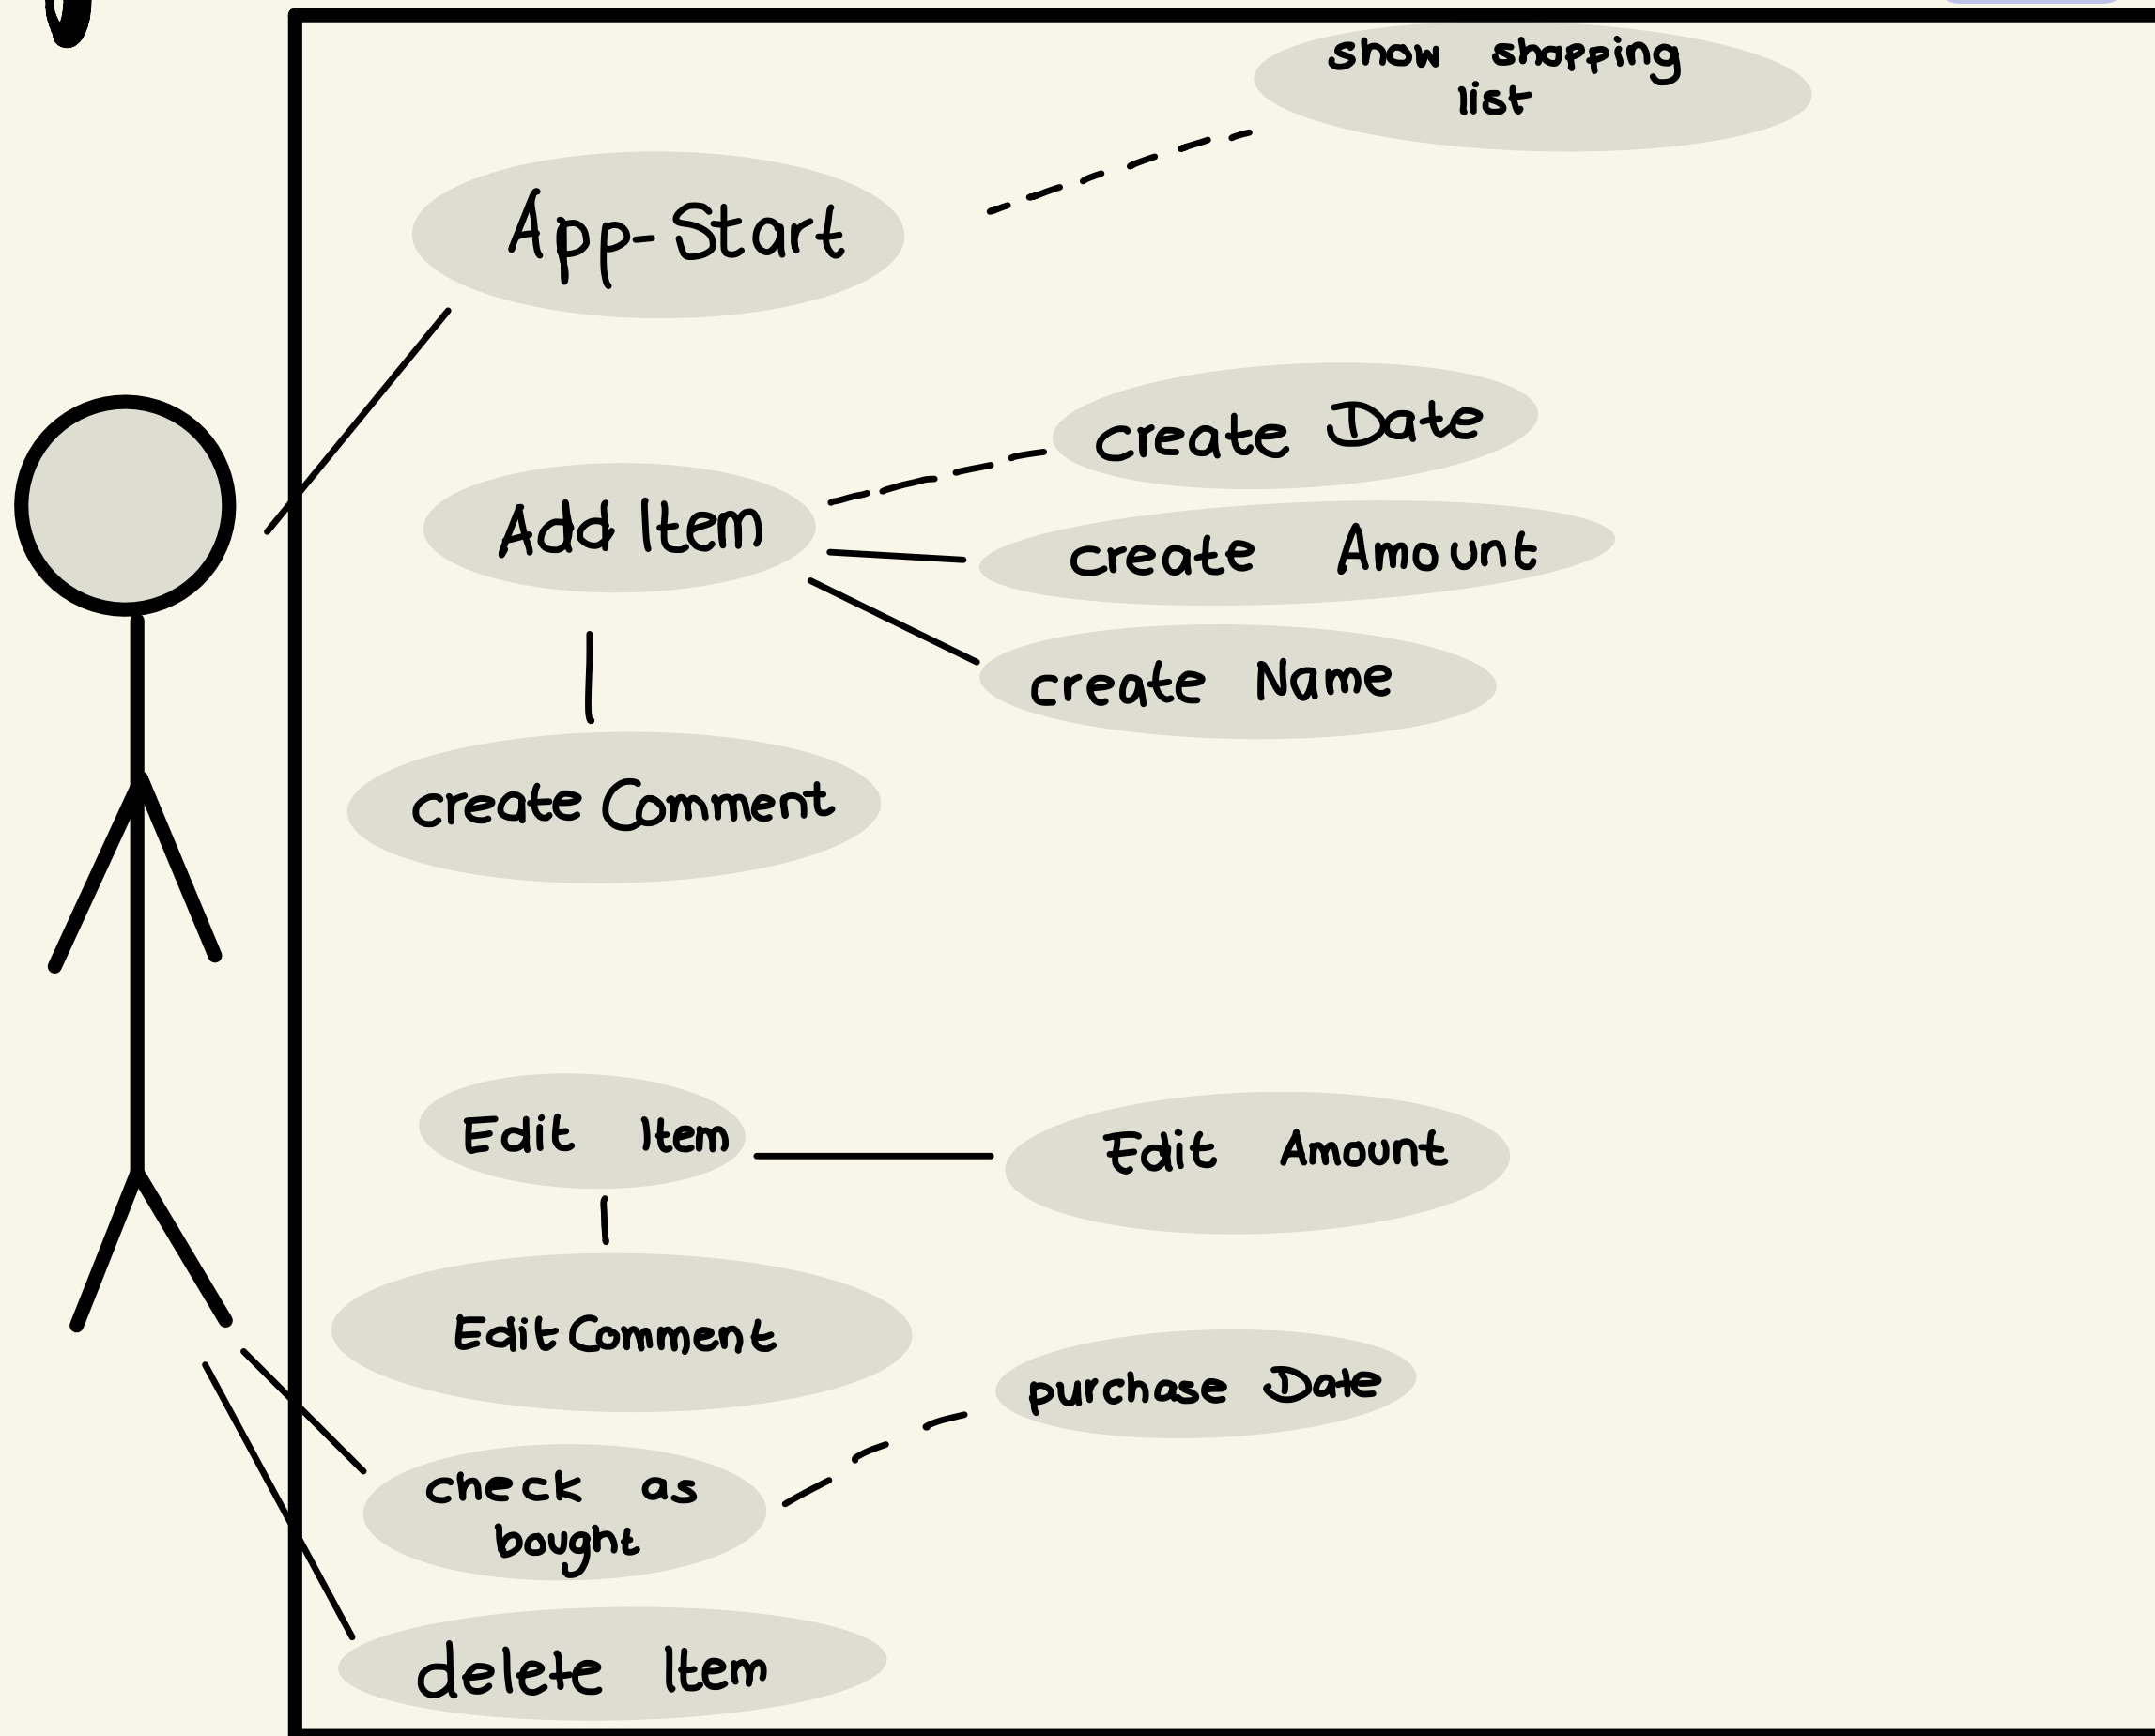 show shopping
list
App-Start
create Date
Add Item
create Amount
create Name
create Comment
Edit Item
Edit Amount
Edit Comment
purchase Date
check as
bought
delete Item